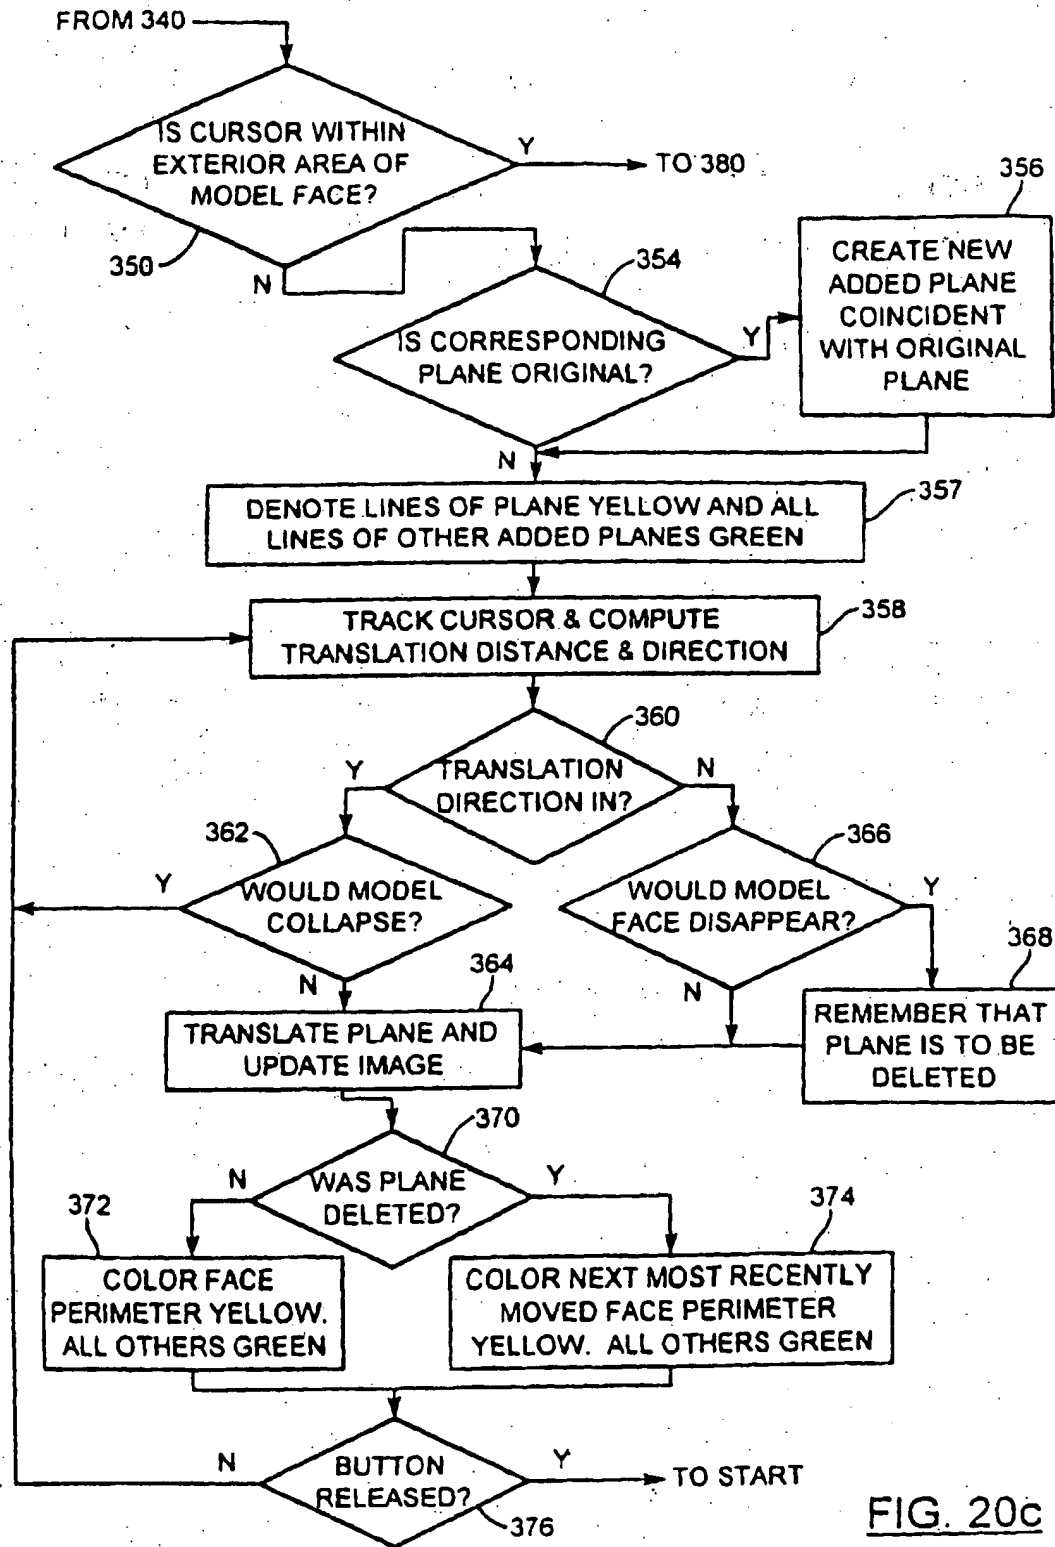 FROM 340
IS CURSOR WITHIN
EXTERIOR AREA OF
MODEL FACE?
Y
TO 380
350
N
354
356
CREATE NEW
ADDED PLANE
COINCIDENT
WITH ORIGINAL
PLANE
IS CORRESPONDING
PLANE ORIGINAL?
Y
N
357
DENOTE LINES OF PLANE YELLOW AND ALL
LINES OF OTHER ADDED PLANES GREEN
358
TRACK CURSOR & COMPUTE
TRANSLATION DISTANCE & DIRECTION
360
TRANSLATION
DIRECTION IN?
Y
N
362
WOULD MODEL
COLLAPSE?
Y
N
366
WOULD MODEL
FACE DISAPPEAR?
Y
N
364
TRANSLATE PLANE AND
UPDATE IMAGE
368
REMEMBER THAT
PLANE IS TO BE
DELETED
370
WAS PLANE
DELETED?
N
Y
372
COLOR FACE
PERIMETER YELLOW.
ALL OTHERS GREEN
374
COLOR NEXT MOST RECENTLY
MOVED FACE PERIMETER
YELLOW. ALL OTHERS GREEN
BUTTON
RELEASED?
N
Y
TO START
376
FIG. 20c